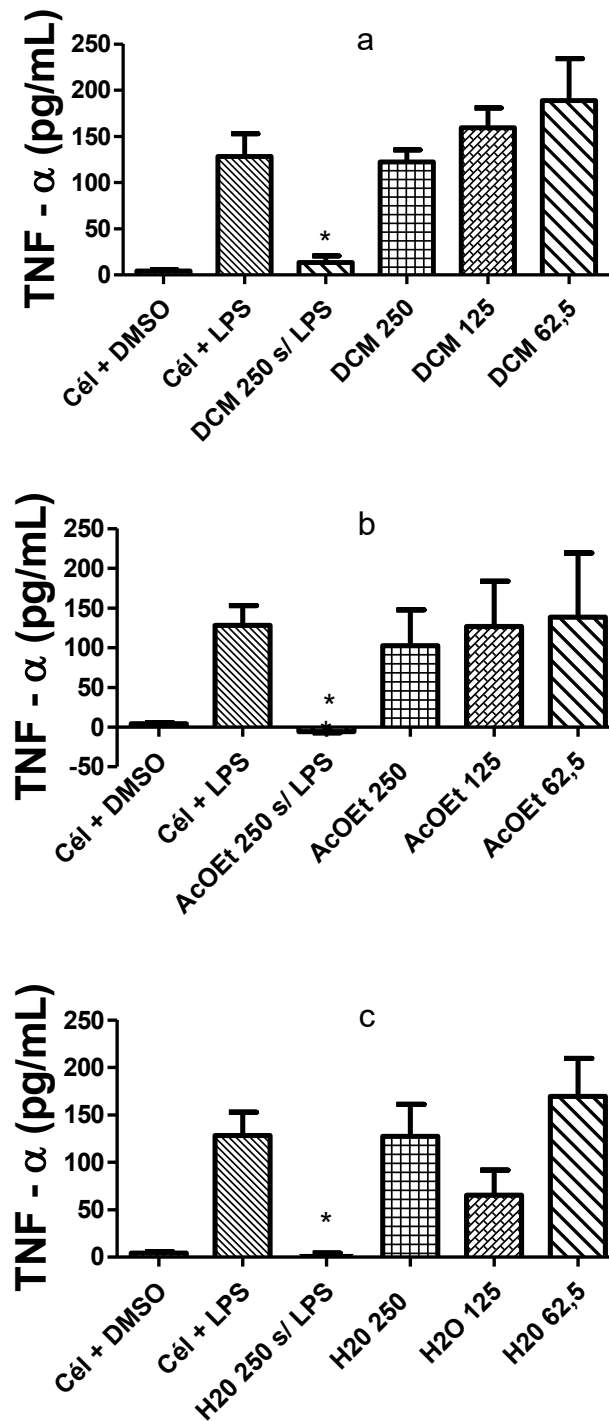 a
TNF - α (pg/mL)
250
200
150
100
50
0
*
Cél + DMSO
Cél + LPS
DCM 250 s/ LPS
DCM 250
DCM 125
DCM 62,5
b
TNF - α (pg/mL)
250
200
150
100
50
0
-50
*
*
Cél + DMSO
Cél + LPS
AcOEt 250 s/ LPS
AcOEt 250
AcOEt 125
AcOEt 62,5
c
TNF - α (pg/mL)
250
200
150
100
50
0
*
Cél + DMSO
Cél + LPS
H20 250 s/ LPS
H20 250
H2O 125
H20 62,5